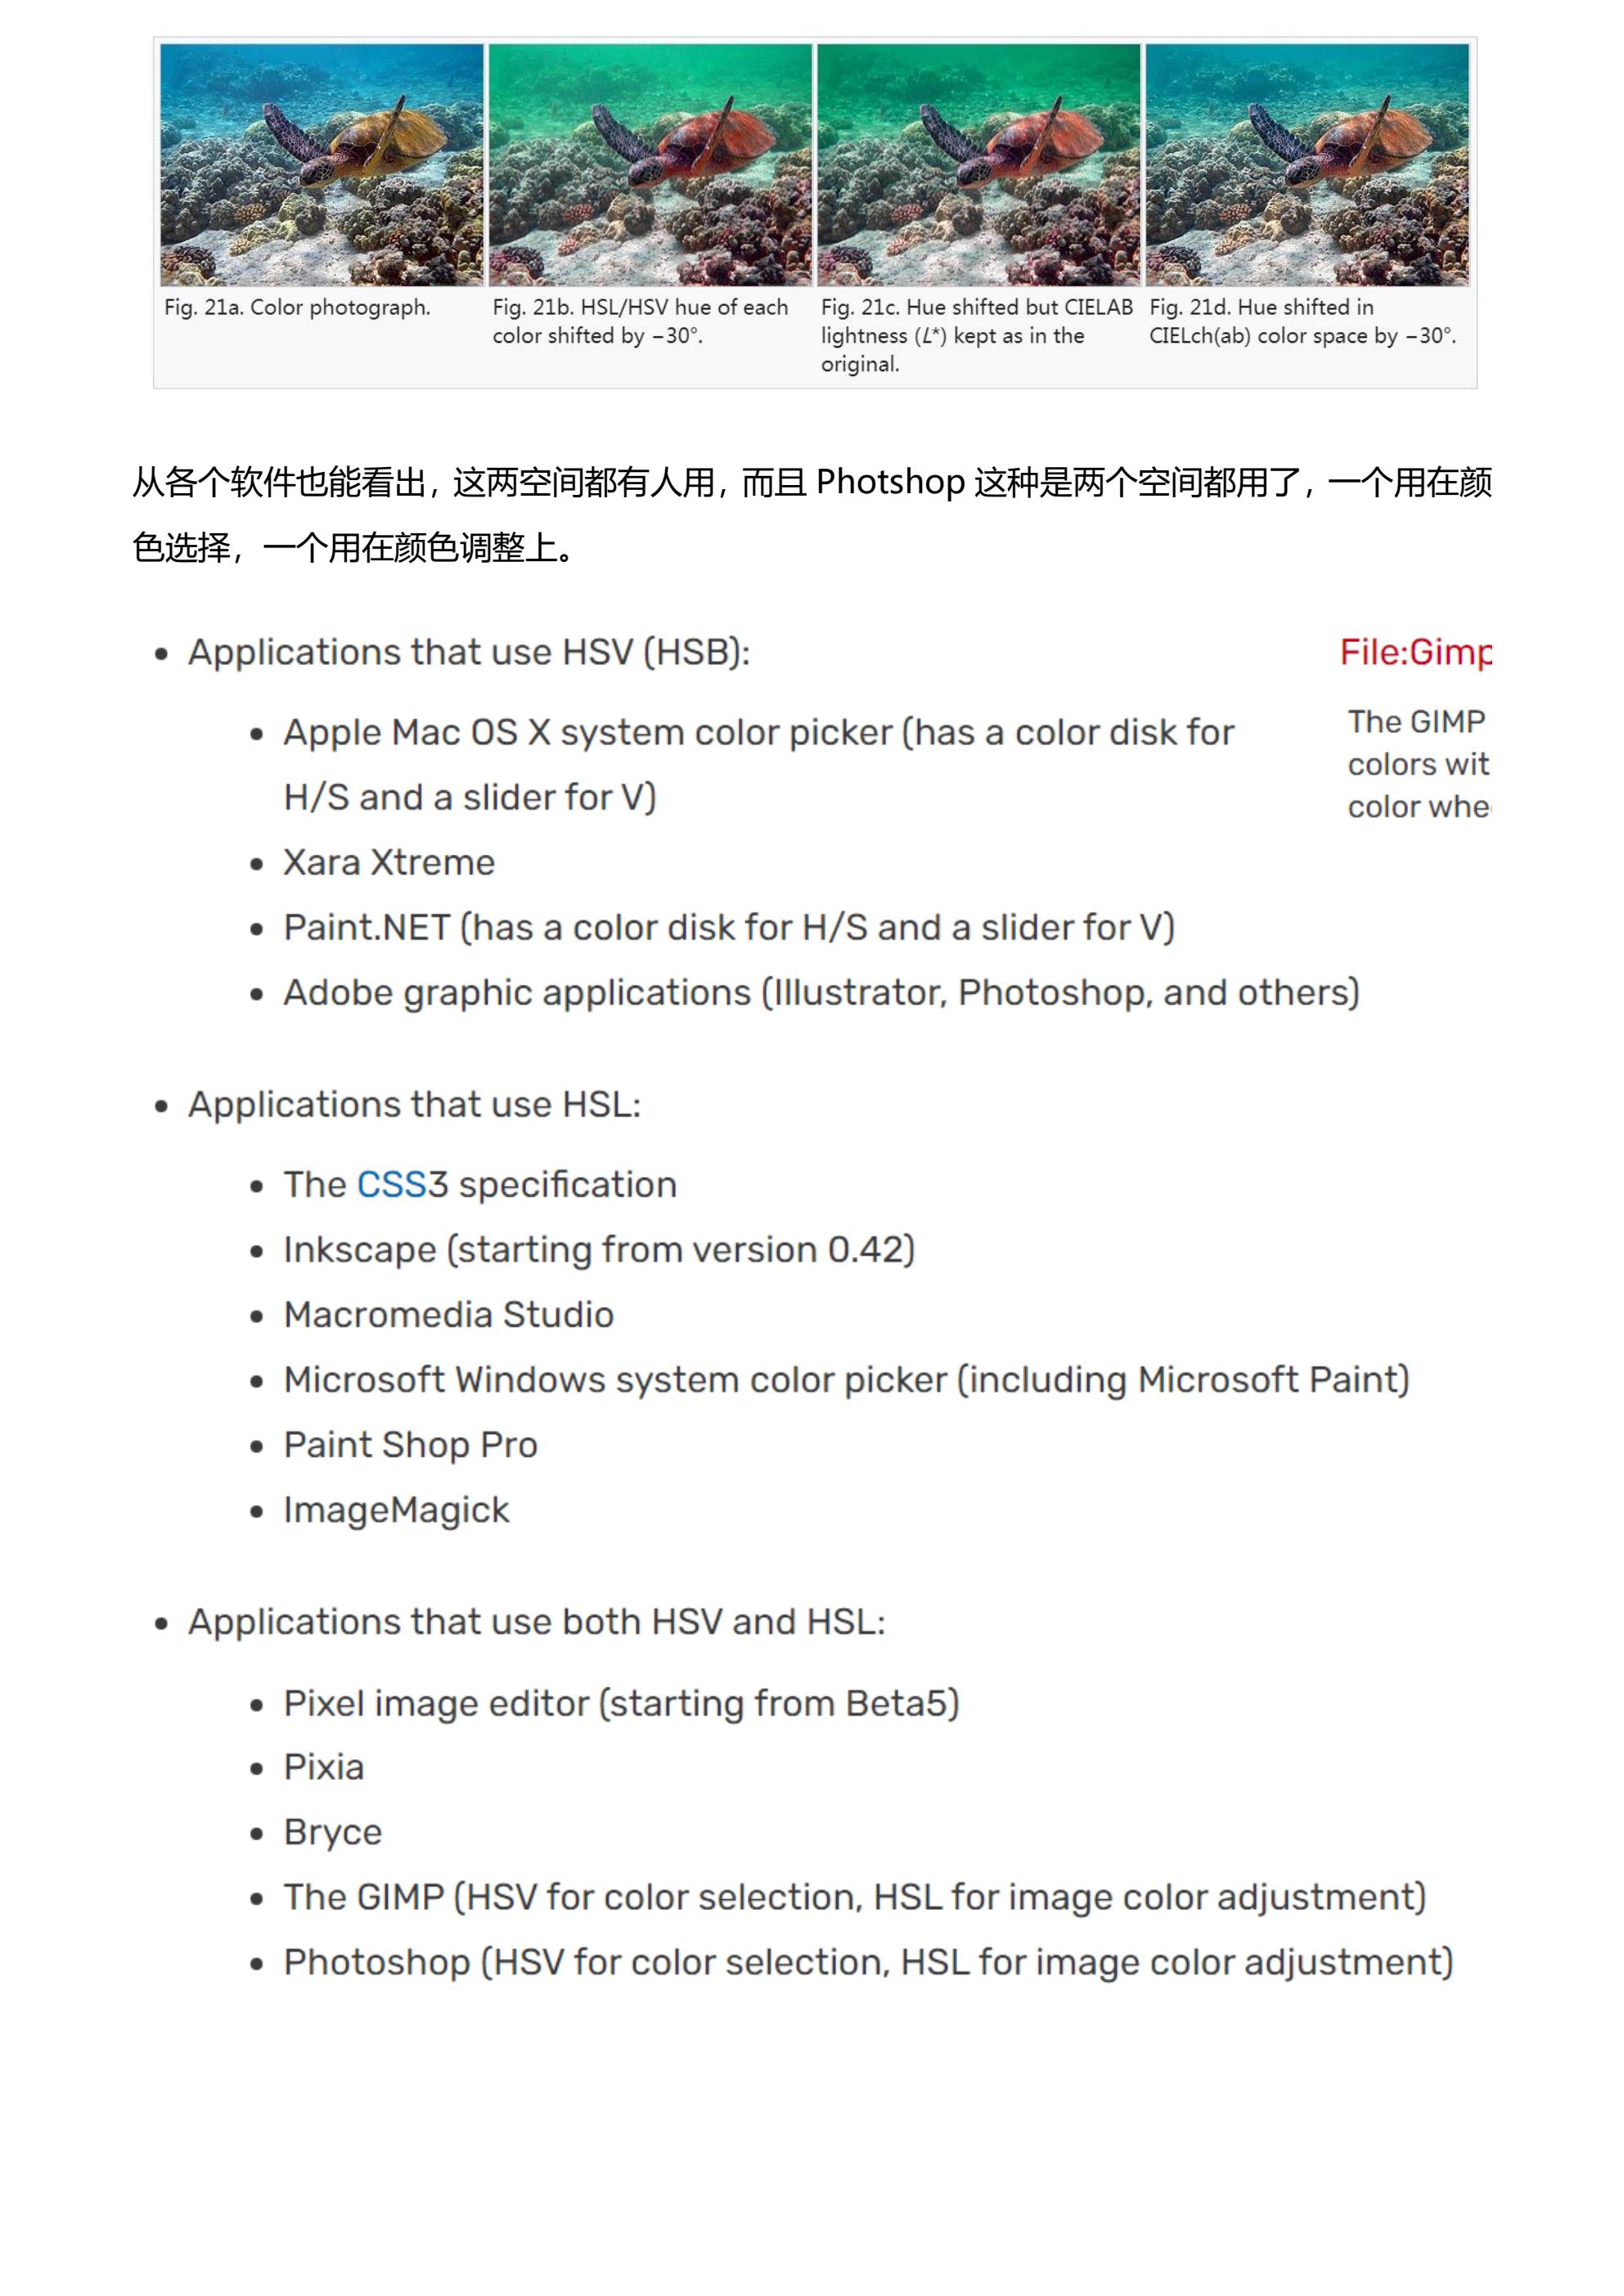 Fig. 21a. Color photograph.
Fig. 21b. HSL/HSV hue of each
color shifted by −30°.
Fig. 21c. Hue shifted but CIELAB
lightness (L*) kept as in the
original.
Fig. 21d. Hue shifted in
CIELch(ab) color space by −30°.
从各个软件也能看出，这两空间都有人用，而且 Photshop 这种是两个空间都用了，一个用在颜
色选择，一个用在颜色调整上。
• Applications that use HSV (HSB):
• Apple Mac OS X system color picker (has a color disk for
H/S and a slider for V)
• Xara Xtreme
• Paint.NET (has a color disk for H/S and a slider for V)
• Adobe graphic applications (Illustrator, Photoshop, and others)
File:Gimp
The GIMP
colors wit
color whe
• Applications that use HSL:
• The CSS3 specification
• Inkscape (starting from version 0.42)
• Macromedia Studio
• Microsoft Windows system color picker (including Microsoft Paint)
• Paint Shop Pro
• ImageMagick
• Applications that use both HSV and HSL:
• Pixel image editor (starting from Beta5)
• Pixia
• Bryce
• The GIMP (HSV for color selection, HSL for image color adjustment)
• Photoshop (HSV for color selection, HSL for image color adjustment)